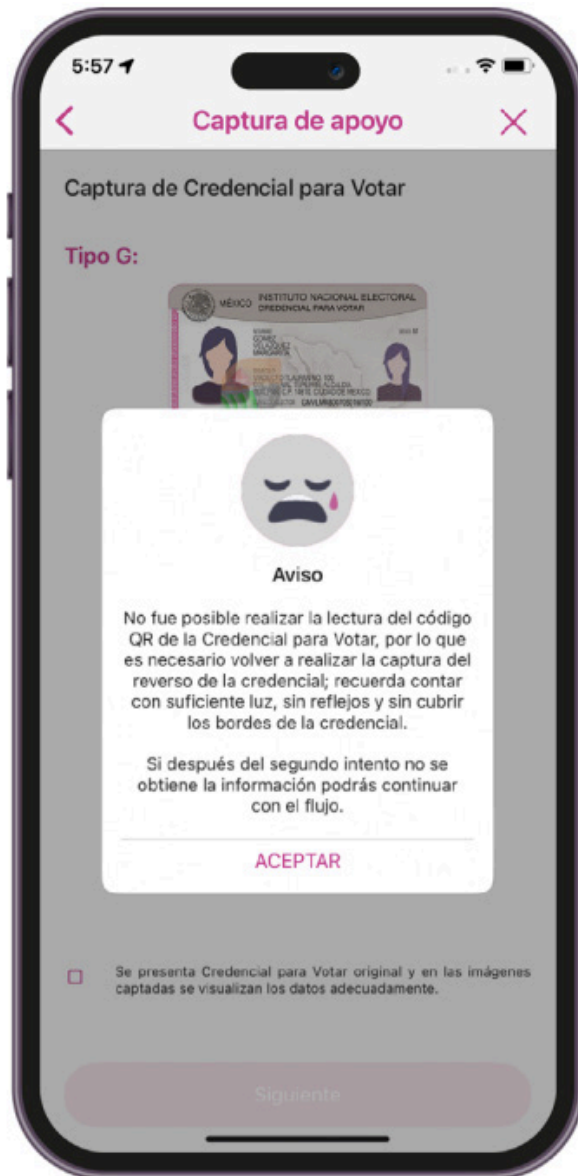 5:57
Captura de apoyo
Captura de Credencial para Votar
Tipo G:
MÉXICO INSTITUTO NACIONAL ELECTORAL
CREDENCIAL PARA VOTAR
NOMBRE
GOMEZ
VELAZQUEZ
MARGARITA
Aviso
No fue posible realizar la lectura del código
QR de la Credencial para Votar, por lo que
es necesario volver a realizar la captura del
reverso de la credencial; recuerda contar
con suficiente luz, sin reflejos y sin cubrir
los bordes de la credencial.
Si después del segundo intento no se
obtiene la información podrás continuar
con el flujo.
ACEPTAR
Se presenta Credencial para Votar original y en las imágenes
captadas se visualizan los datos adecuadamente.
Siguiente